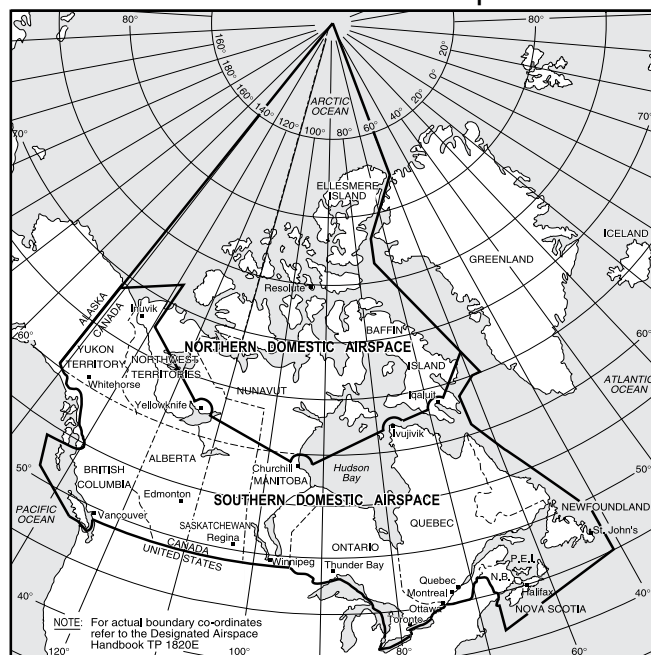 80°
80°
160°
160°
140°
120°
100°
80°
60°
40°
20°
0°
ARCTIC
OCEAN
70°
70°
ELLESMERE
ISLAND
ICELAND
GREENLAND
Resolute
ALASKA
CANADA
Inuvik
BAFFIN
NORTHERN DOMESTIC AIRSPACE
60°
60°
YUKON
TERRITORY
NORTHWEST
TERRITORIES
ISLAND
ATLANTIC
OCEAN
Whitehorse
NUNAVUT
Iqaluit
Yellowknife
Ivujivik
50°
50°
ALBERTA
BRITISH
COLUMBIA
Churchill
MANITOBA
Hudson
Bay
Edmonton
SOUTHERN DOMESTIC AIRSPACE
NEWFOUNDLAND
PACIFIC
OCEAN
Vancouver
SASKATCHEWAN
Regina
QUEBEC
St. John's
CANADA
UNITED STATES
ONTARIO
Winnipeg
Thunder Bay
P.E.I.
N.B.
Quebec
Montreal
Halifax
40°
40°
Ottawa
NOVA SCOTIA
Toronto
NOTE: For actual boundary co-ordinates
refer to the Designated Airspace
Handbook TP 1820E
120°
100°
80°
60°